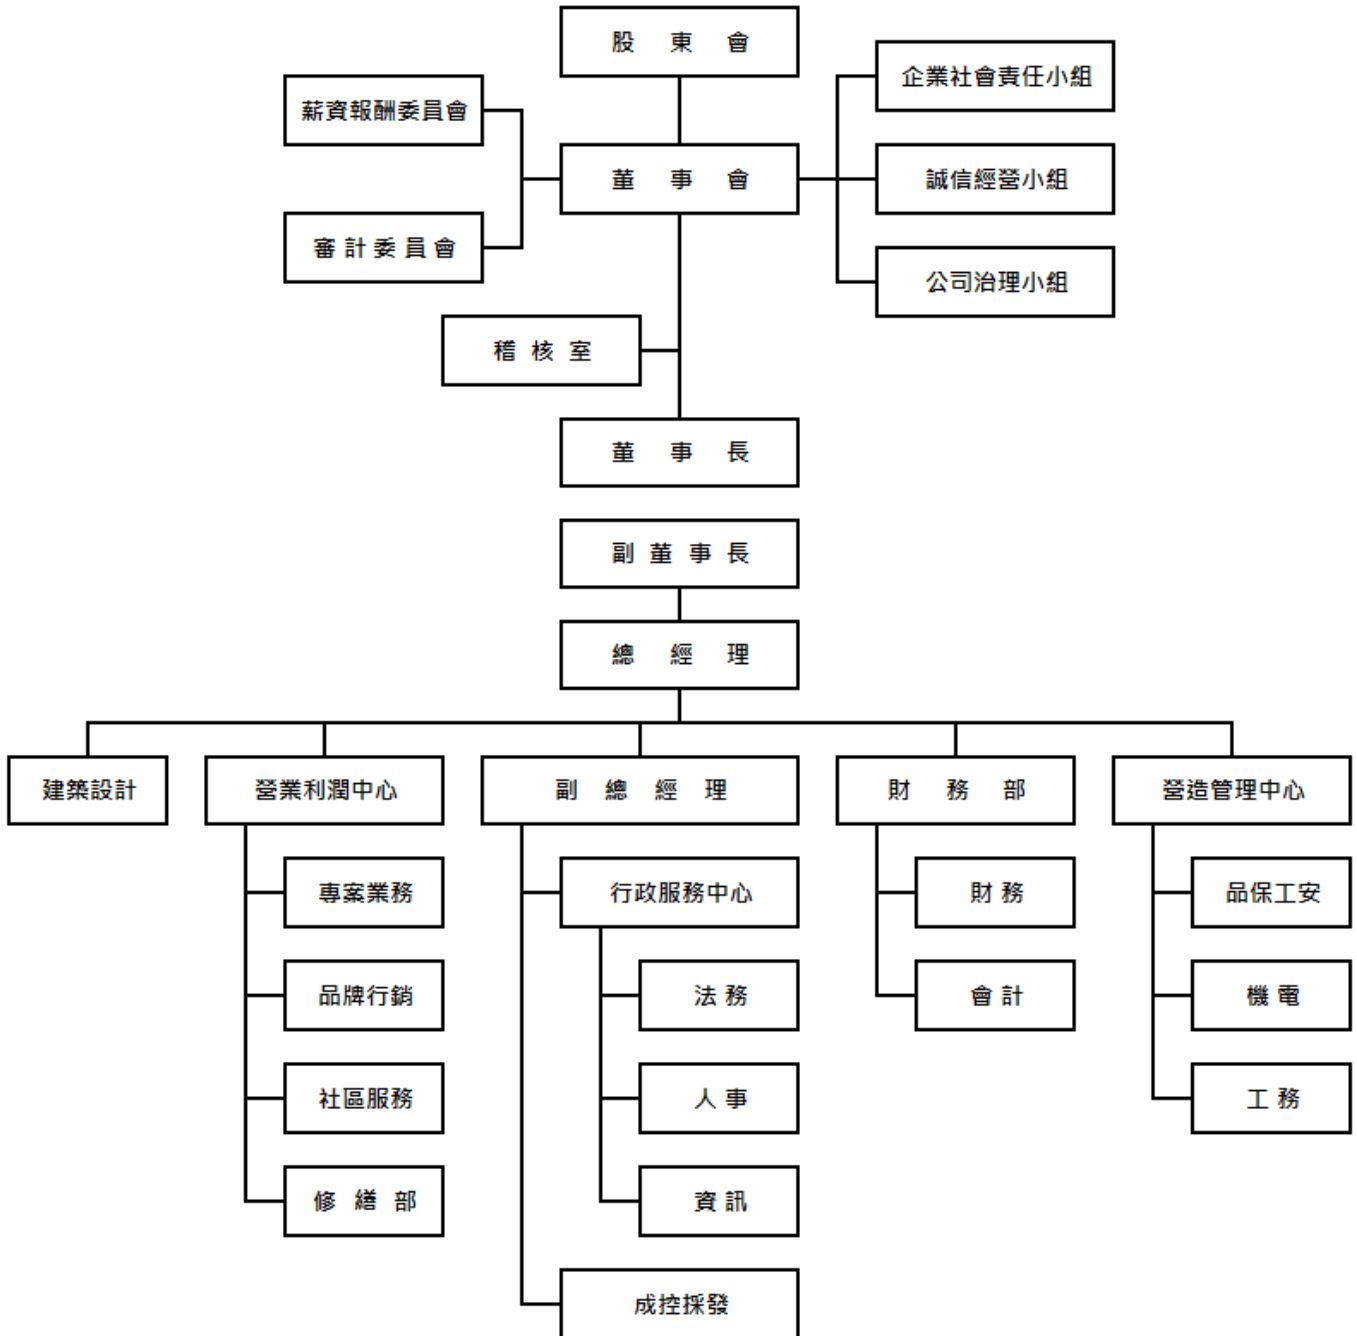 股東會
企業社會責任小組
薪資報酬委員會
董事會
誠信經營小組
審計委員會
公司治理小組
稽核室
董事長
副董事長
總經理
建築設計
營業利潤中心
副總經理
財務部
營造管理中心
專案業務
行政服務中心
財務
品保工安
品牌行銷
法務
會計
機電
社區服務
人事
工務
修繕部
資訊
成控採發